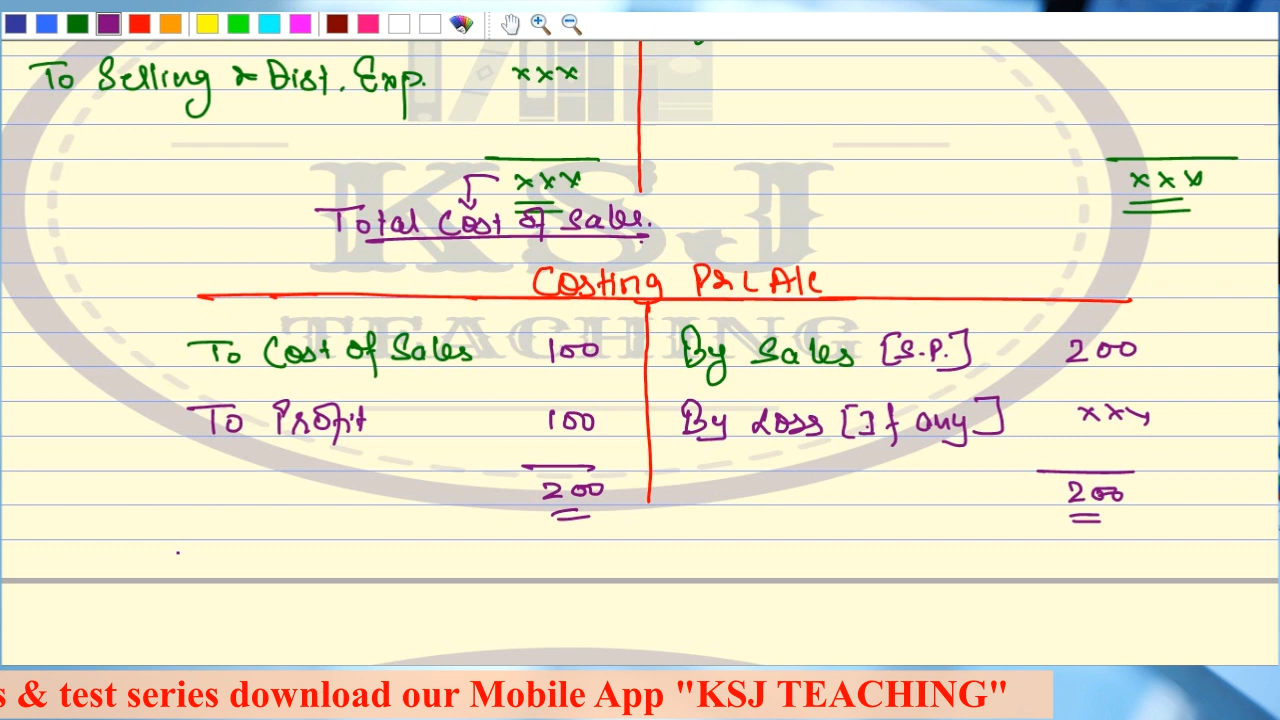 To Selling & Dist. Exp. xxx
xxx xxx
Total Cost of Sales.
Costing P&L A/c
To Cost of Sales 100 By Sales [S.P.] 200
To Profit 100 By Loss [If any] xxx
200 200
KSJ
TEACHING
s & test series download our Mobile App "KSJ TEACHING"